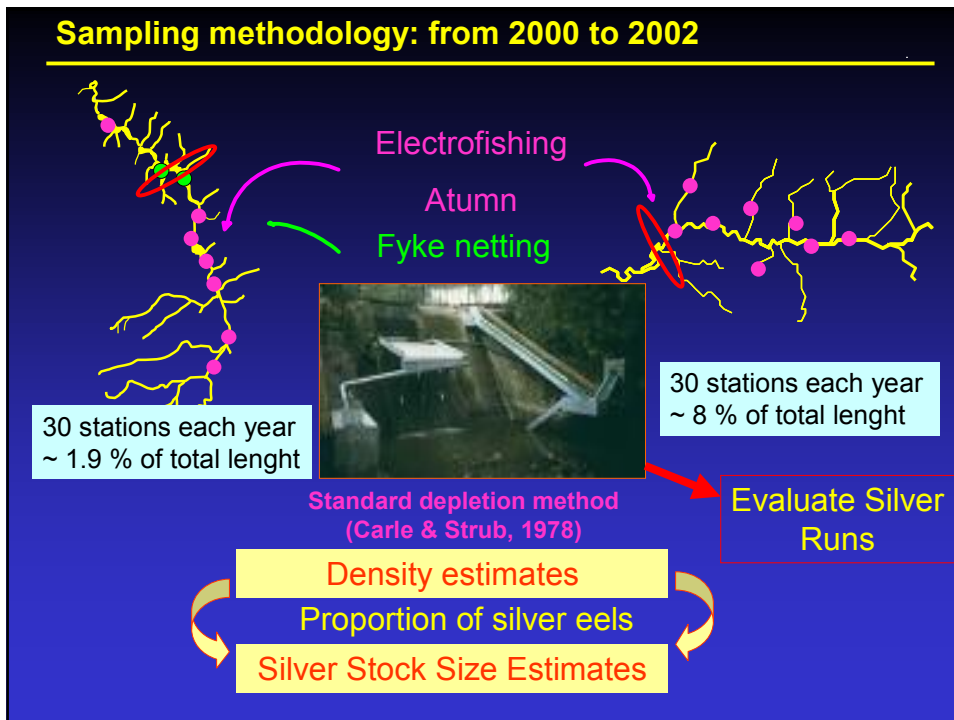 Sampling methodology: from 2000 to 2002
Electrofishing
Atumn
Fyke netting
30 stations each year
~ 1.9 % of total lenght
30 stations each year
~ 8 % of total lenght
Standard depletion method
(Carle & Strub, 1978)
Evaluate Silver
Runs
Density estimates
Proportion of silver eels
Silver Stock Size Estimates